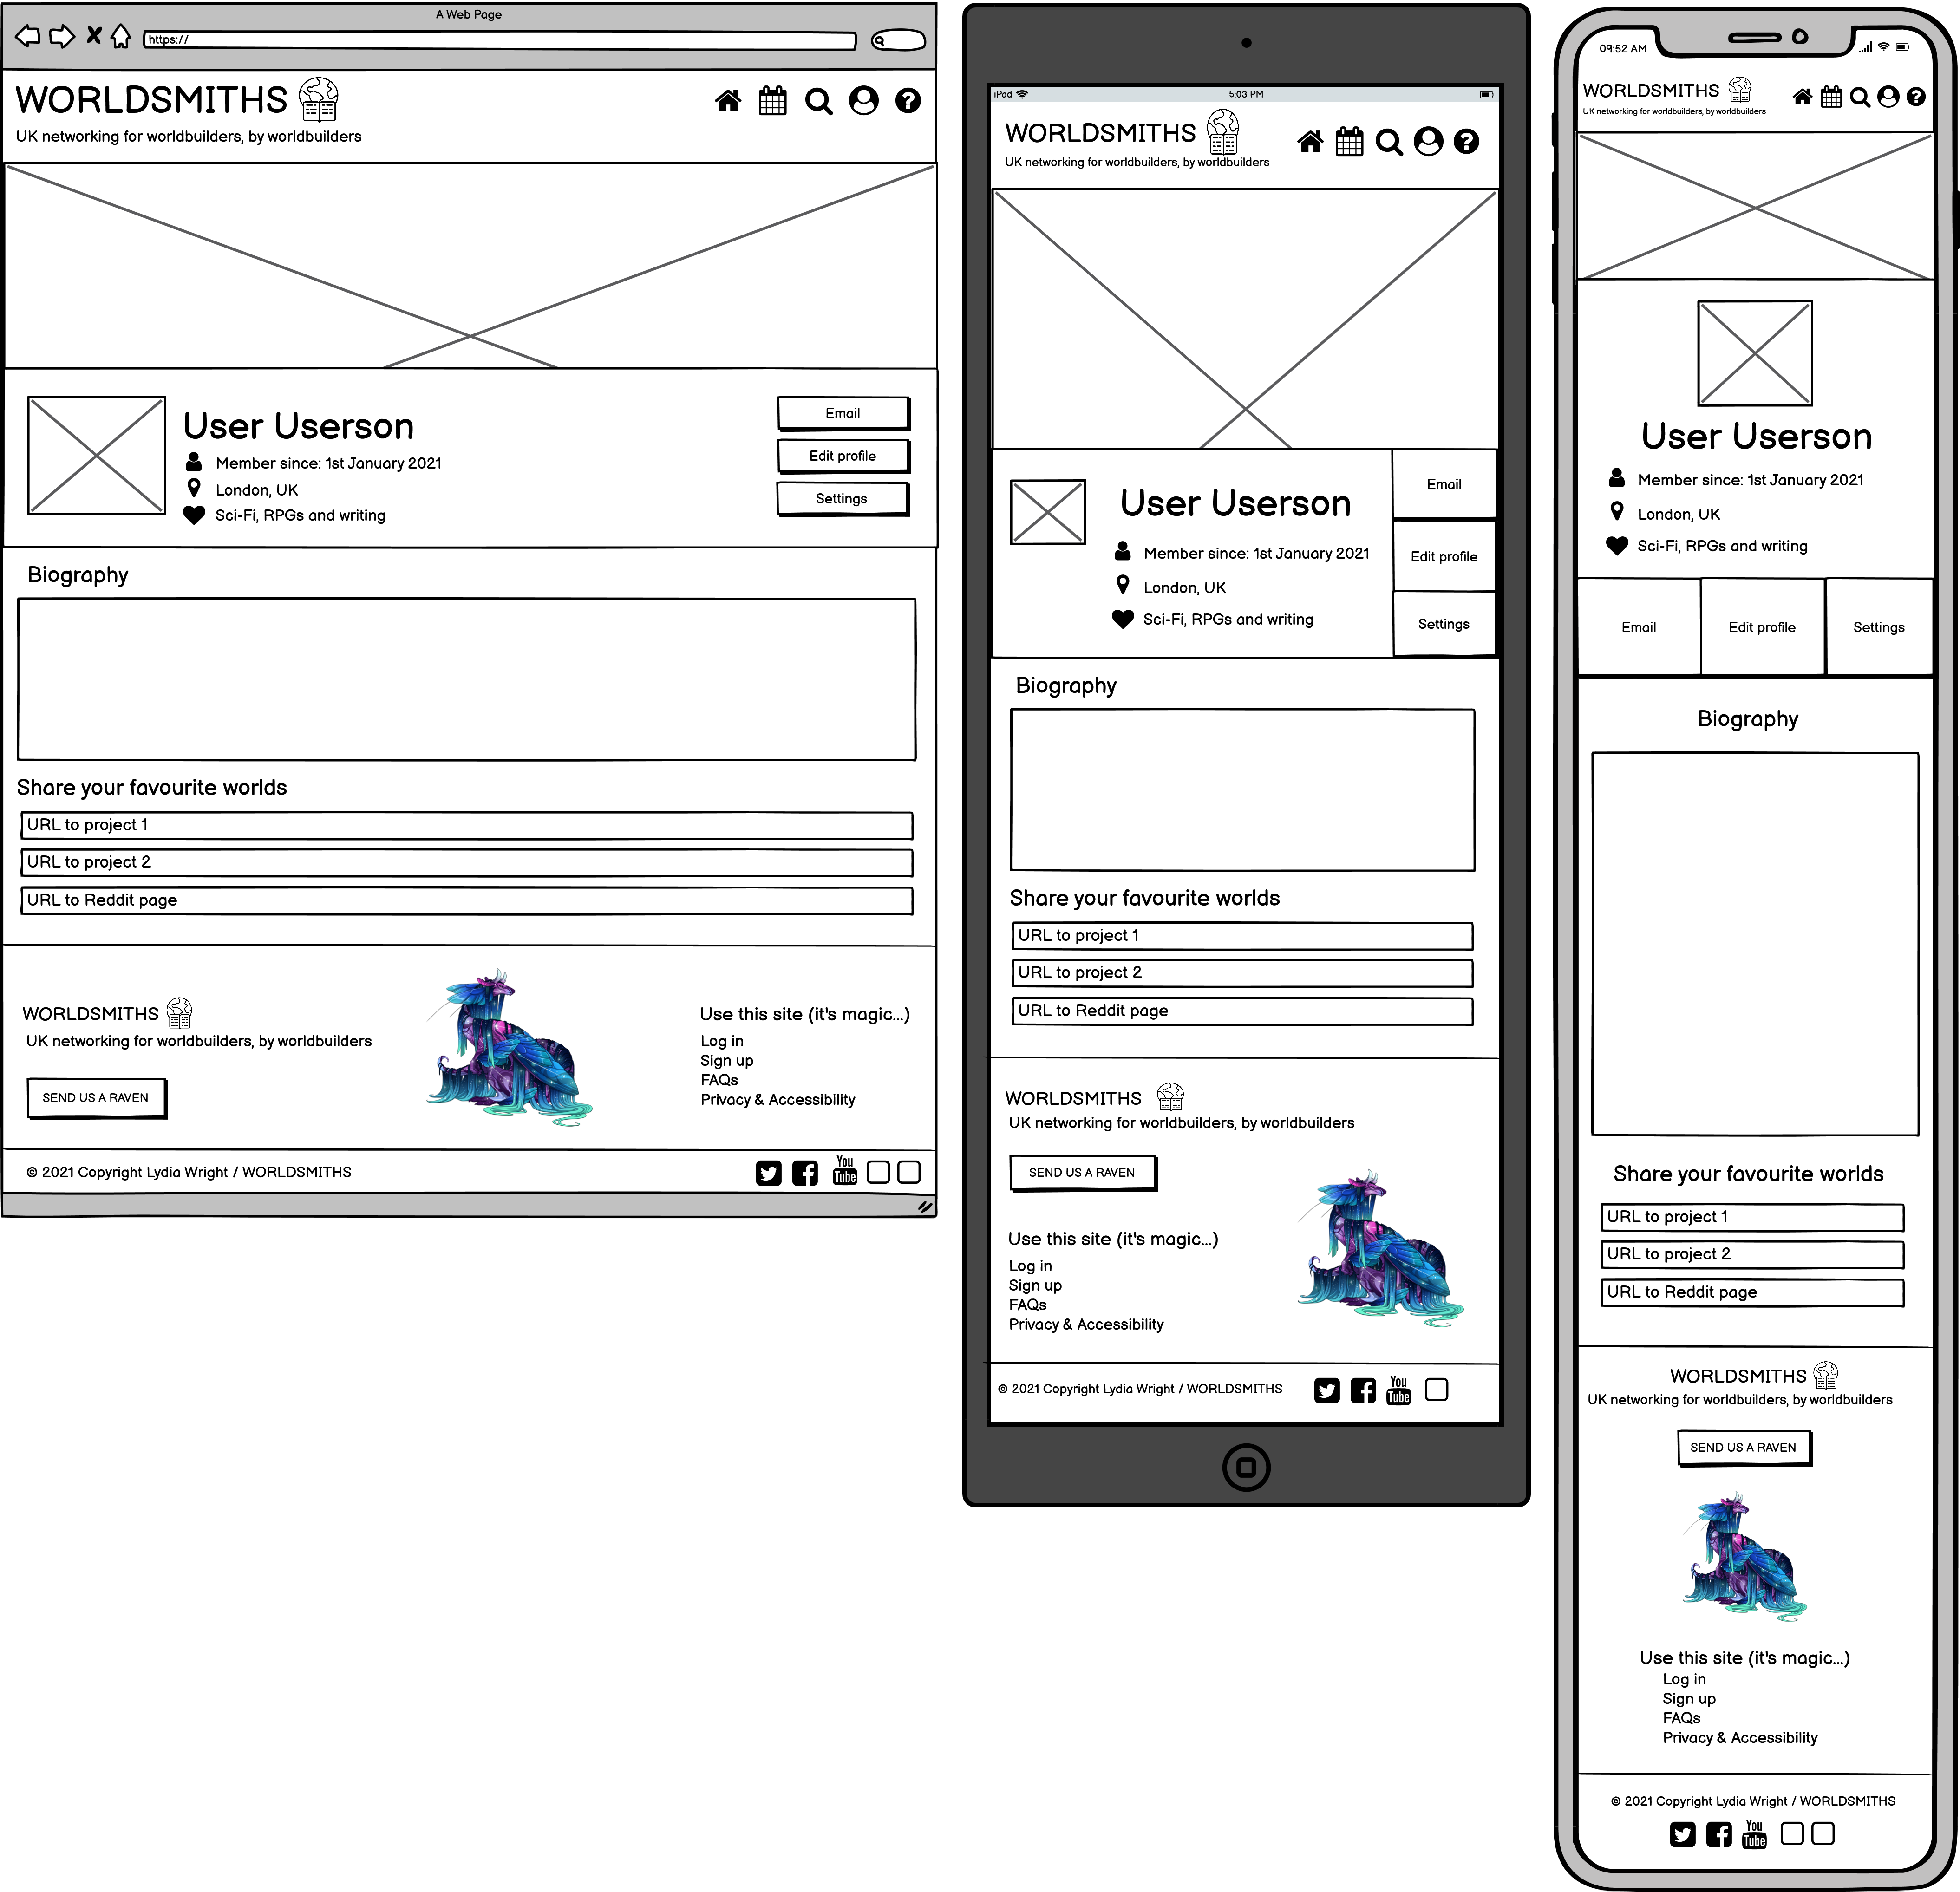 A Web Page
https://
WORLDSMITHS
UK networking for worldbuilders, by worldbuilders
User Userson
Member since: 1st January 2021
London, UK
Sci-Fi, RPGs and writing
Email
Edit profile
Settings
Biography
Share your favourite worlds
URL to project 1
URL to project 2
URL to Reddit page
WORLDSMITHS
UK networking for worldbuilders, by worldbuilders
SEND US A RAVEN
Use this site (it's magic...)
Log in
Sign up
FAQs
Privacy & Accessibility
© 2021 Copyright Lydia Wright / WORLDSMITHS
You
Tube
iPad
5:03 PM
WORLDSMITHS
UK networking for worldbuilders, by worldbuilders
User Userson
Member since: 1st January 2021
London, UK
Sci-Fi, RPGs and writing
Email
Edit profile
Settings
Biography
Share your favourite worlds
URL to project 1
URL to project 2
URL to Reddit page
WORLDSMITHS
UK networking for worldbuilders, by worldbuilders
SEND US A RAVEN
Use this site (it's magic...)
Log in
Sign up
FAQs
Privacy & Accessibility
© 2021 Copyright Lydia Wright / WORLDSMITHS
You
Tube
09:52 AM
WORLDSMITHS
UK networking for worldbuilders, by worldbuilders
User Userson
Member since: 1st January 2021
London, UK
Sci-Fi, RPGs and writing
Email
Edit profile
Settings
Biography
Share your favourite worlds
URL to project 1
URL to project 2
URL to Reddit page
WORLDSMITHS
UK networking for worldbuilders, by worldbuilders
SEND US A RAVEN
Use this site (it's magic...)
Log in
Sign up
FAQs
Privacy & Accessibility
© 2021 Copyright Lydia Wright / WORLDSMITHS
You
Tube